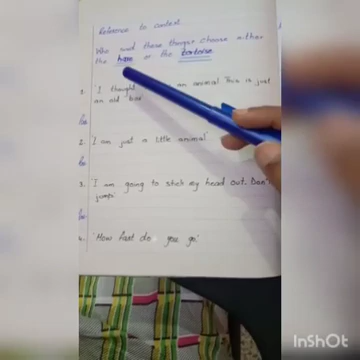 Reference to context
Who said these things choose either
the hare or the tortoise
1. 'I thought an animal This is just
an old tree'
2. 'I am just a little animal'
3. 'I am going to stick my head out. Don't
jump'
4. 'How fast do you go'
InShOt